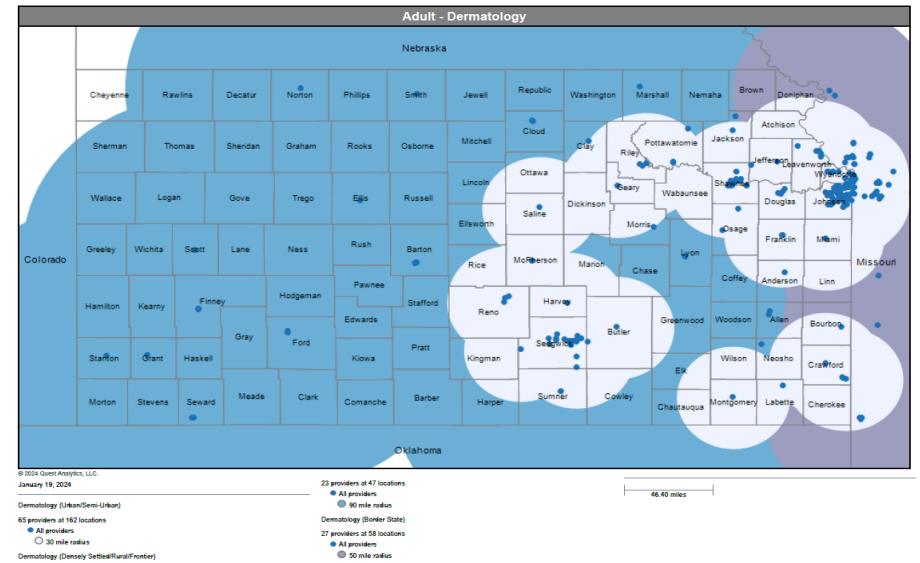 Adult - Dermatology
Nebraska
Cheyenne Rawlins Decatur Norton Phillips Smith Jewell Republic Washington Marshall Nemaha Brown Doniphan
Atchison
Cloud
Sherman Thomas Sheridan Graham Rooks Osborne Mitchell Clay Riley Pottawatomie Jackson
Jefferson Leavenworth
Ottawa Wyandotte
Lincoln Geary Wabaunsee Shawnee
Wallace Logan Gove Trego Ellis Russell Dickinson Douglas Johnson
Saline
Ellsworth Morris Osage
Greeley Wichita Scott Lane Ness Rush Barton Franklin Miami
Colorado Rice McPherson Marion Chase Lyon Missouri
Pawnee Coffey Anderson Linn
Hamilton Kearny Finney Hodgeman Stafford Reno Harvey
Gray Ford Edwards Butler Greenwood Woodson Allen Bourbon
Stanton Grant Haskell Kiowa Pratt Kingman Sedgwick Elk Wilson Neosho Crawford
Morton Stevens Seward Meade Clark Comanche Barber Harper Sumner Cowley Chautauqua Montgomery Labette Cherokee
Oklahoma
© 2024 Quest Analytics, LLC.
January 19, 2024
Dermatology (Urban/Semi-Urban)
65 providers at 162 locations
All providers
30 mile radius
Dermatology (Densely Settled/Rural/Frontier)
23 providers at 47 locations
All providers
90 mile radius
Dermatology (Border State)
27 providers at 58 locations
All providers
50 mile radius
46.40 miles